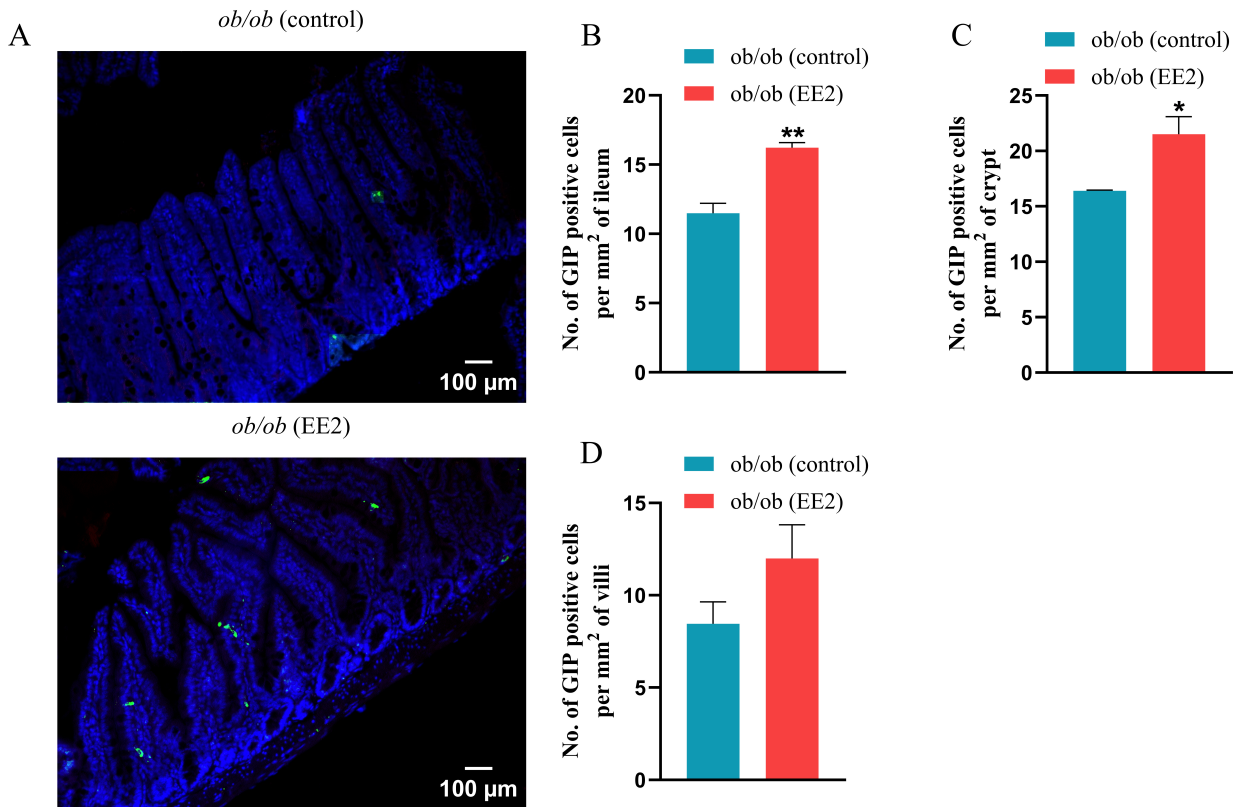 A
ob/ob (control)
100 µm
ob/ob (EE2)
100 µm
B
ob/ob (control)
ob/ob (EE2)
No. of GIP positive cells
per mm² of ileum
20
15
10
5
0
**
C
ob/ob (control)
ob/ob (EE2)
No. of GIP positive cells
per mm² of crypt
25
20
15
10
5
0
*
D
ob/ob (control)
ob/ob (EE2)
No. of GIP positive cells
per mm² of villi
15
10
5
0